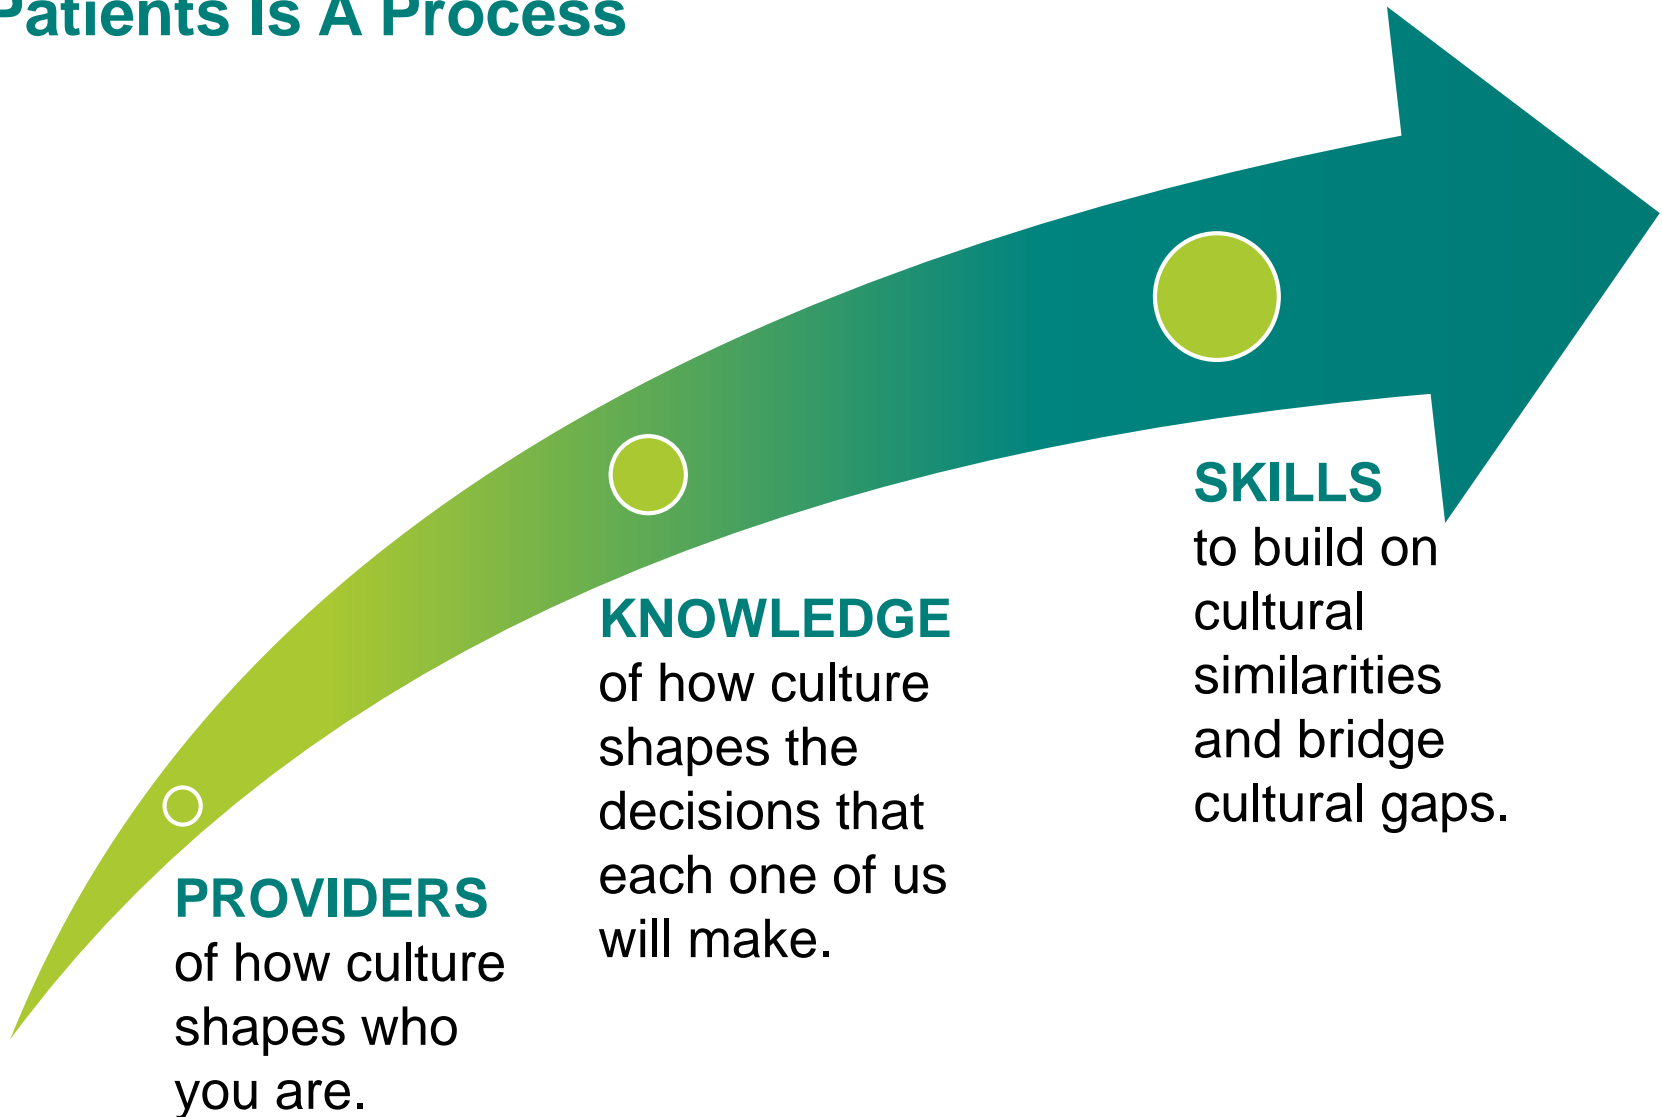 Patients Is A Process
SKILLS
to build on
cultural
similarities
and bridge
cultural gaps.
KNOWLEDGE
of how culture
shapes the
decisions that
each one of us
will make.
PROVIDERS
of how culture
shapes who
you are.